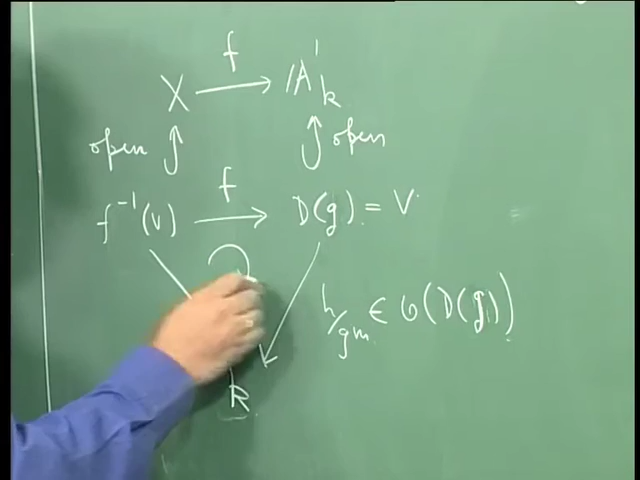 X f→ 𝔸¹ₖ
open open
f⁻¹(V) f→ D(g) = V
h/gᵐ ∈ O(D(g))
k